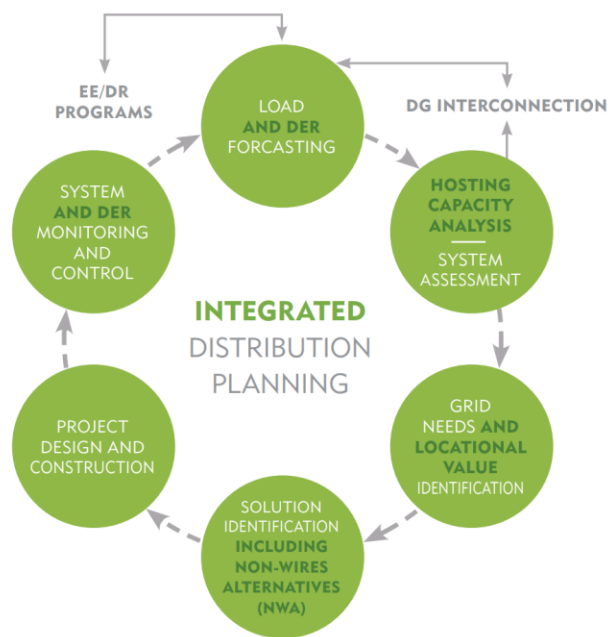 EE/DR
PROGRAMS
LOAD
AND DER
FORCASTING
DG INTERCONNECTION
HOSTING
CAPACITY
ANALYSIS
SYSTEM
ASSESSMENT
GRID
NEEDS AND
LOCATIONAL
VALUE
IDENTIFICATION
SOLUTION
IDENTIFICATION
INCLUDING
NON-WIRES
ALTERNATIVES
(NWA)
PROJECT
DESIGN AND
CONSTRUCTION
SYSTEM
AND DER
MONITORING
AND
CONTROL
INTEGRATED
DISTRIBUTION
PLANNING